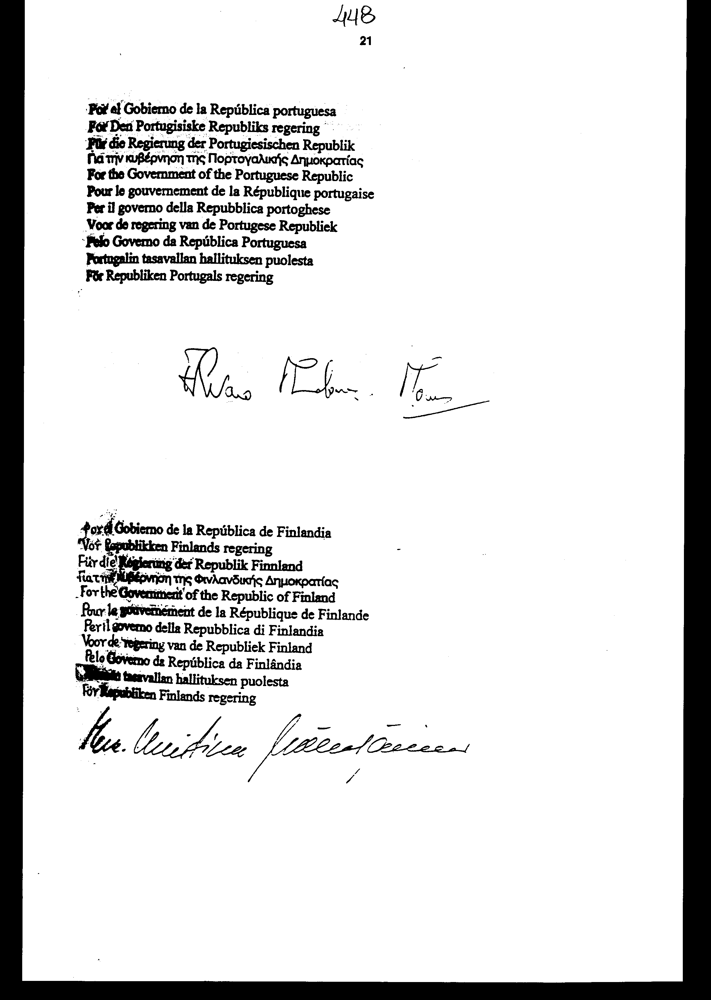 448
21
Por el Gobierno de la República portuguesa
For Den Portugisiske Republiks regering
Für die Regierung der Portugiesischen Republik
Για την κυβέρνηση της Πορτογαλικής Δημοκρατίας
For the Government of the Portuguese Republic
Pour le gouvernement de la République portugaise
Per il governo della Repubblica portoghese
Voor de regering van de Portugese Republiek
Pelo Governo da República Portuguesa
Portugalin tasavallan hallituksen puolesta
För Republiken Portugals regering
Por el Gobierno de la República de Finlandia
Vor Republikken Finlands regering
Für die Regierung der Republik Finnland
Για την κυβέρνηση της Φινλανδικής Δημοκρατίας
For the Government of the Republic of Finland
Pour le gouvernement de la République de Finlande
Per il governo della Repubblica di Finlandia
Voor de regering van de Republiek Finland
Pelo Governo da República da Finlândia
tasavallan hallituksen puolesta
För Republiken Finlands regering